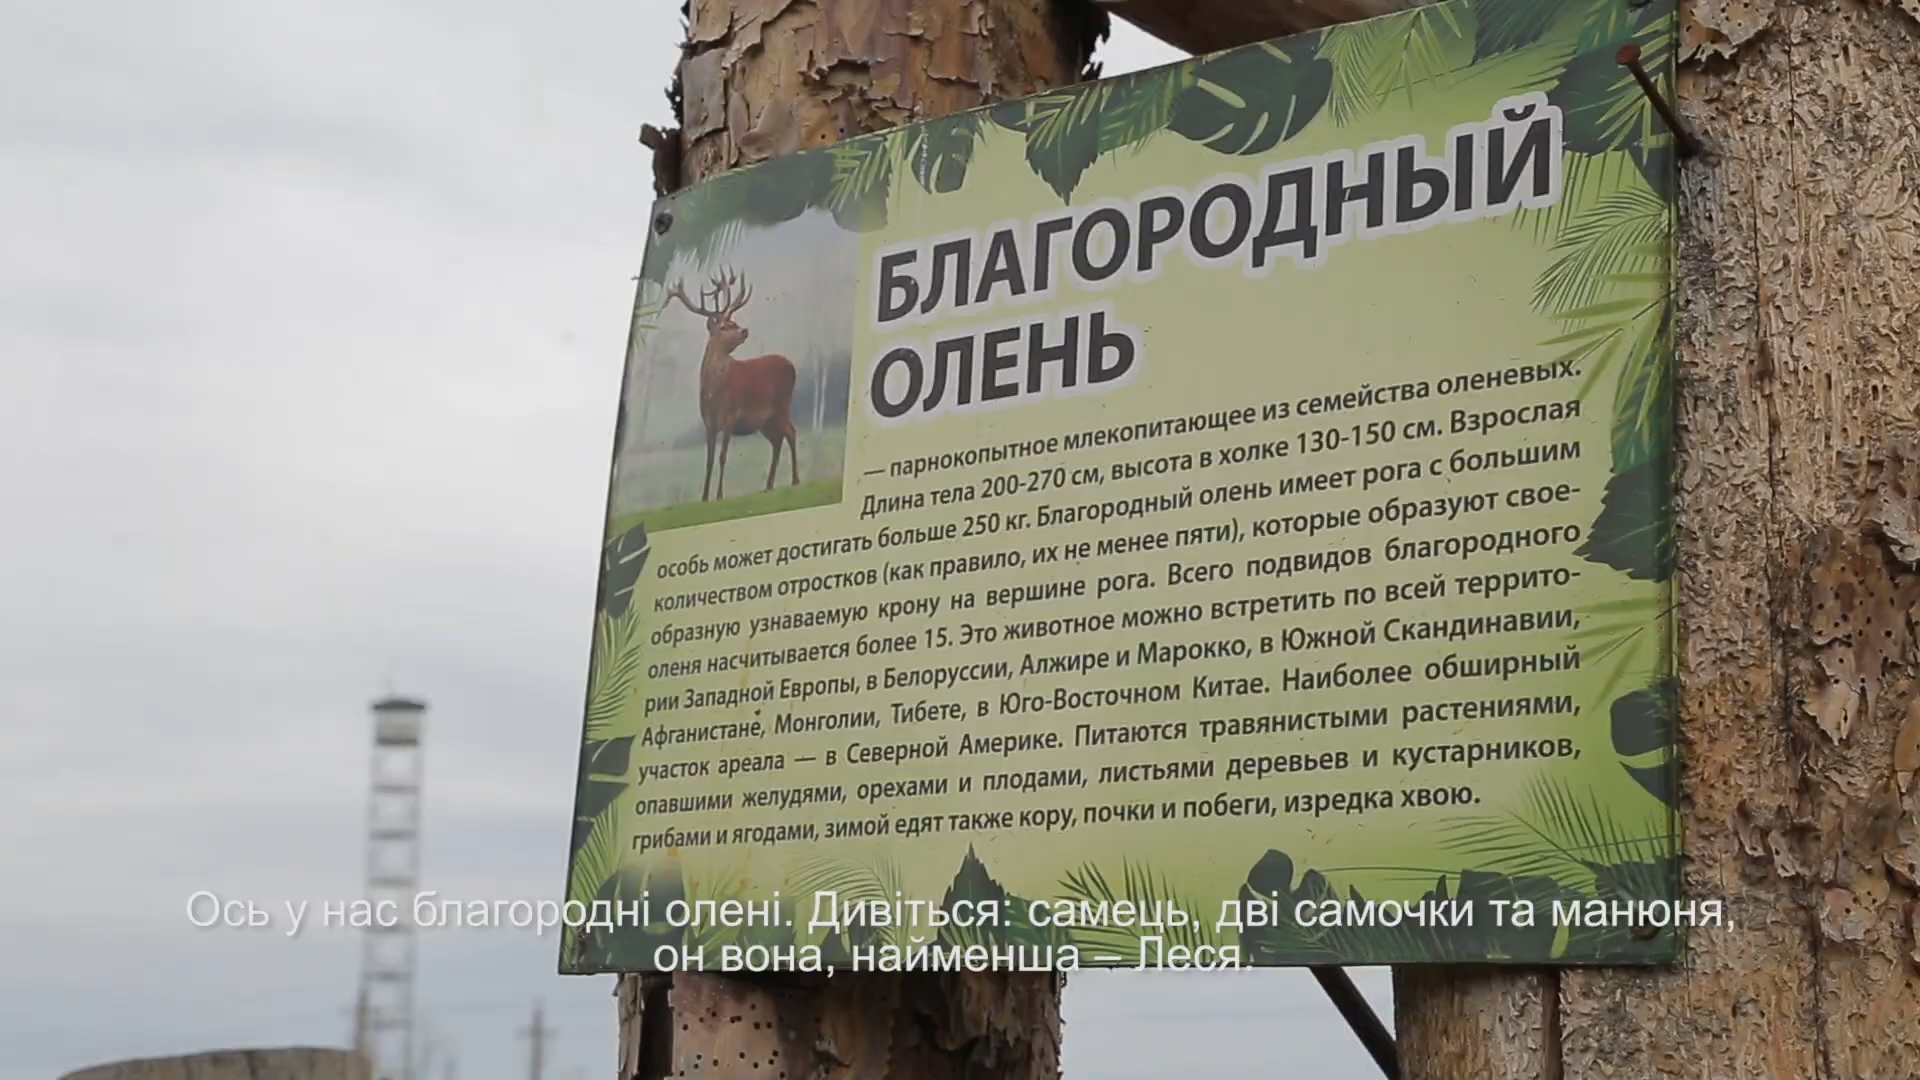 БЛАГОРОДНЫЙ
ОЛЕНЬ
— парнокопытное млекопитающее из семейства оленевых.
Длина тела 200-270 см, высота в холке 130-150 см. Взрослая
особь может достигать больше 250 кг. Благородный олень имеет рога с большим
количеством отростков (как правило, их не менее пяти), которые образуют свое-
образную узнаваемую крону на вершине рога. Всего подвидов благородного
оленя насчитывается более 15. Это животное можно встретить по всей террито-
рии Западной Европы, в Белоруссии, Алжире и Марокко, в Южной Скандинавии,
Афганистане, Монголии, Тибете, в Юго-Восточном Китае. Наиболее обширный
участок ареала — в Северной Америке. Питаются травянистыми растениями,
опавшими желудями, орехами и плодами, листьями деревьев и кустарников,
грибами и ягодами, зимой едят также кору, почки и побеги, изредка хвою.
Ось у нас благородні олені. Дивіться: самець, дві самочки та манюня,
он вона, найменша – Леся.